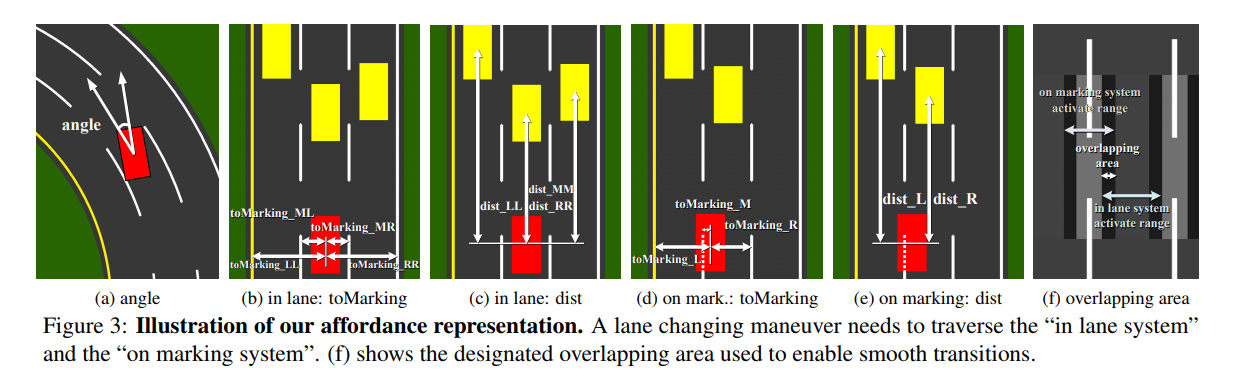 angle
toMarking_ML
toMarking_MR
toMarking_LL
toMarking_RR
dist_MM
dist_LL
dist_RR
toMarking_M
toMarking_R
toMarking_L
dist_L
dist_R
on marking system
activate range
overlapping
area
in lane system
activate range
(a) angle
(b) in lane: toMarking
(c) in lane: dist
(d) on mark.: toMarking
(e) on marking: dist
(f) overlapping area
Figure 3: Illustration of our affordance representation. A lane changing maneuver needs to traverse the “in lane system”
and the “on marking system”. (f) shows the designated overlapping area used to enable smooth transitions.